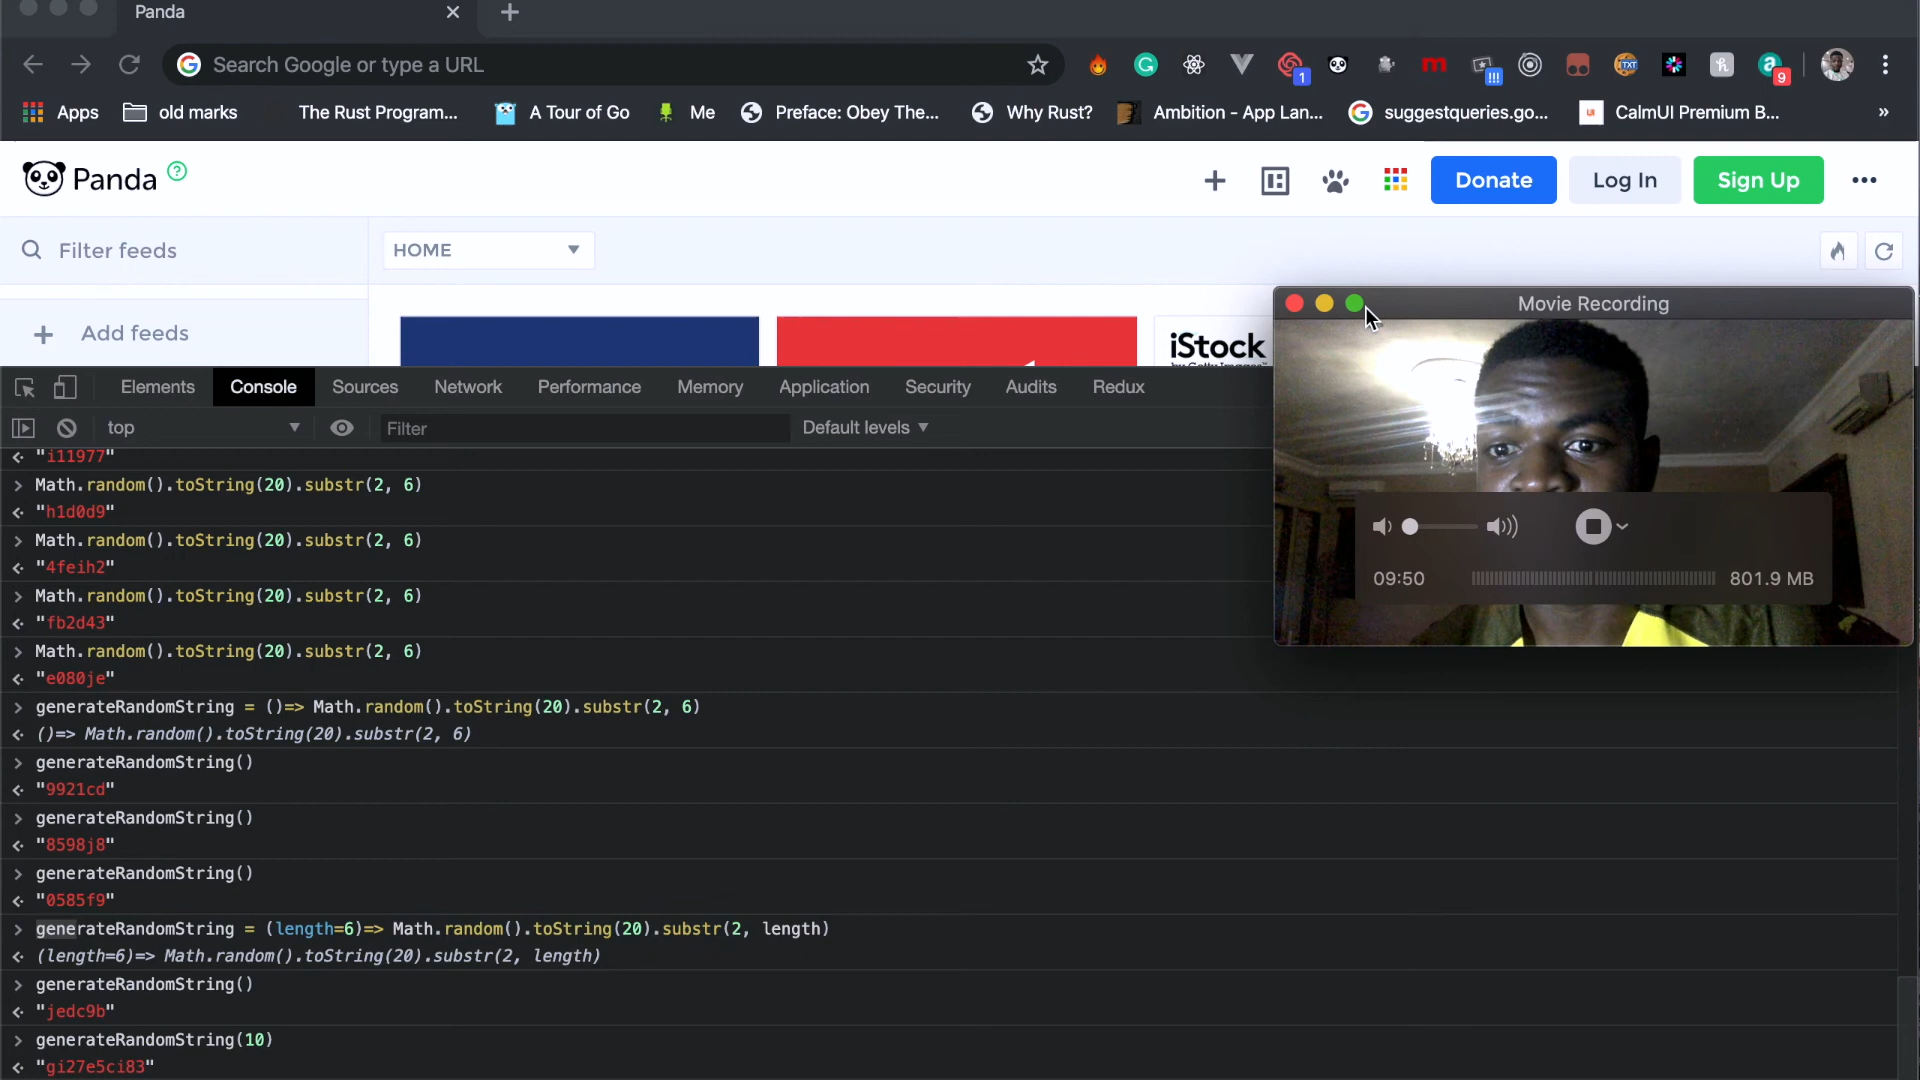 Panda
Search Google or type a URL
1
!!!
TXT
9
Apps
old marks
The Rust Program...
A Tour of Go
Me
Preface: Obey The...
Why Rust?
Ambition - App Lan...
suggestqueries.go...
UI
CalmUI Premium B...
»
Panda ?
Donate
Log In
Sign Up
Filter feeds
HOME
Add feeds
iStock
Movie Recording
Elements
Console
Sources
Network
Performance
Memory
Application
Security
Audits
Redux
top
Filter
Default levels
"i11977"
Math.random().toString(20).substr(2, 6)
"h1d0d9"
Math.random().toString(20).substr(2, 6)
"4feih2"
Math.random().toString(20).substr(2, 6)
"fb2d43"
Math.random().toString(20).substr(2, 6)
"e080je"
generateRandomString = ()=> Math.random().toString(20).substr(2, 6)
()=> Math.random().toString(20).substr(2, 6)
generateRandomString()
"9921cd"
generateRandomString()
"8598j8"
generateRandomString()
"0585f9"
generateRandomString = (length=6)=> Math.random().toString(20).substr(2, length)
(length=6)=> Math.random().toString(20).substr(2, length)
generateRandomString()
"jedc9b"
generateRandomString(10)
"gi27e5ci83"
09:50
801.9 MB